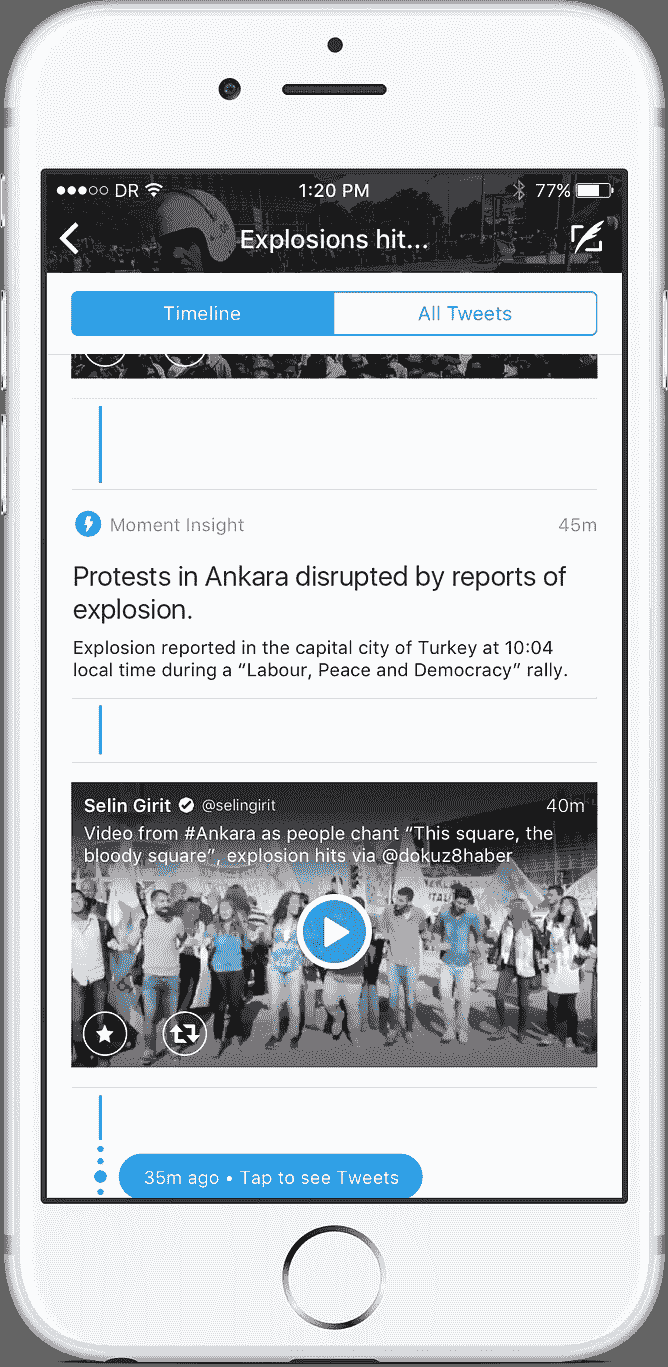 DR 1:20 PM 77%
Explosions hit...
Timeline All Tweets
Moment Insight 45m
Protests in Ankara disrupted by reports of
explosion.
Explosion reported in the capital city of Turkey at 10:04
local time during a “Labour, Peace and Democracy” rally.
Selin Girit @selingirit 40m
Video from #Ankara as people chant “This square, the
bloody square”, explosion hits via @dokuz8haber
35m ago • Tap to see Tweets